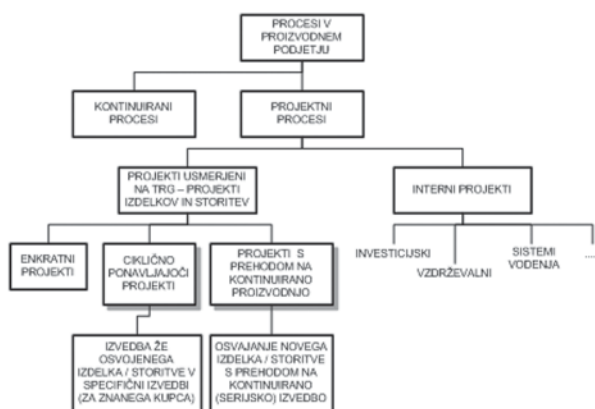 PROCESI V
PROIZVODNEM
PODJETJU
KONTINUIRANI
PROCESI
PROJEKTNI
PROCESI
PROJEKTI USMERJENI
NA TRG – PROJEKTI
IZDELKOV IN STORITEV
INTERNI PROJEKTI
ENKRATNI
PROJEKTI
CIKLIČNO
PONAVLJAJOČI
PROJEKTI
PROJEKTI S
PREHODOM NA
KONTINUIRANO
PROIZVODNJO
INVESTICIJSKI
VZDRŽEVALNI
SISTEMI
VODENJA
....
IZVEDBA ŽE
OSVOJENEGA
IZDELKA / STORITVE V
SPECIFIČNI IZVEDBI
(ZA ZNANEGA KUPCA)
OSVAJANJE NOVEGA
IZDELKA / STORITVE
S PREHODOM NA
KONTINUIRANO
(SERIJSKO) IZVEDBO